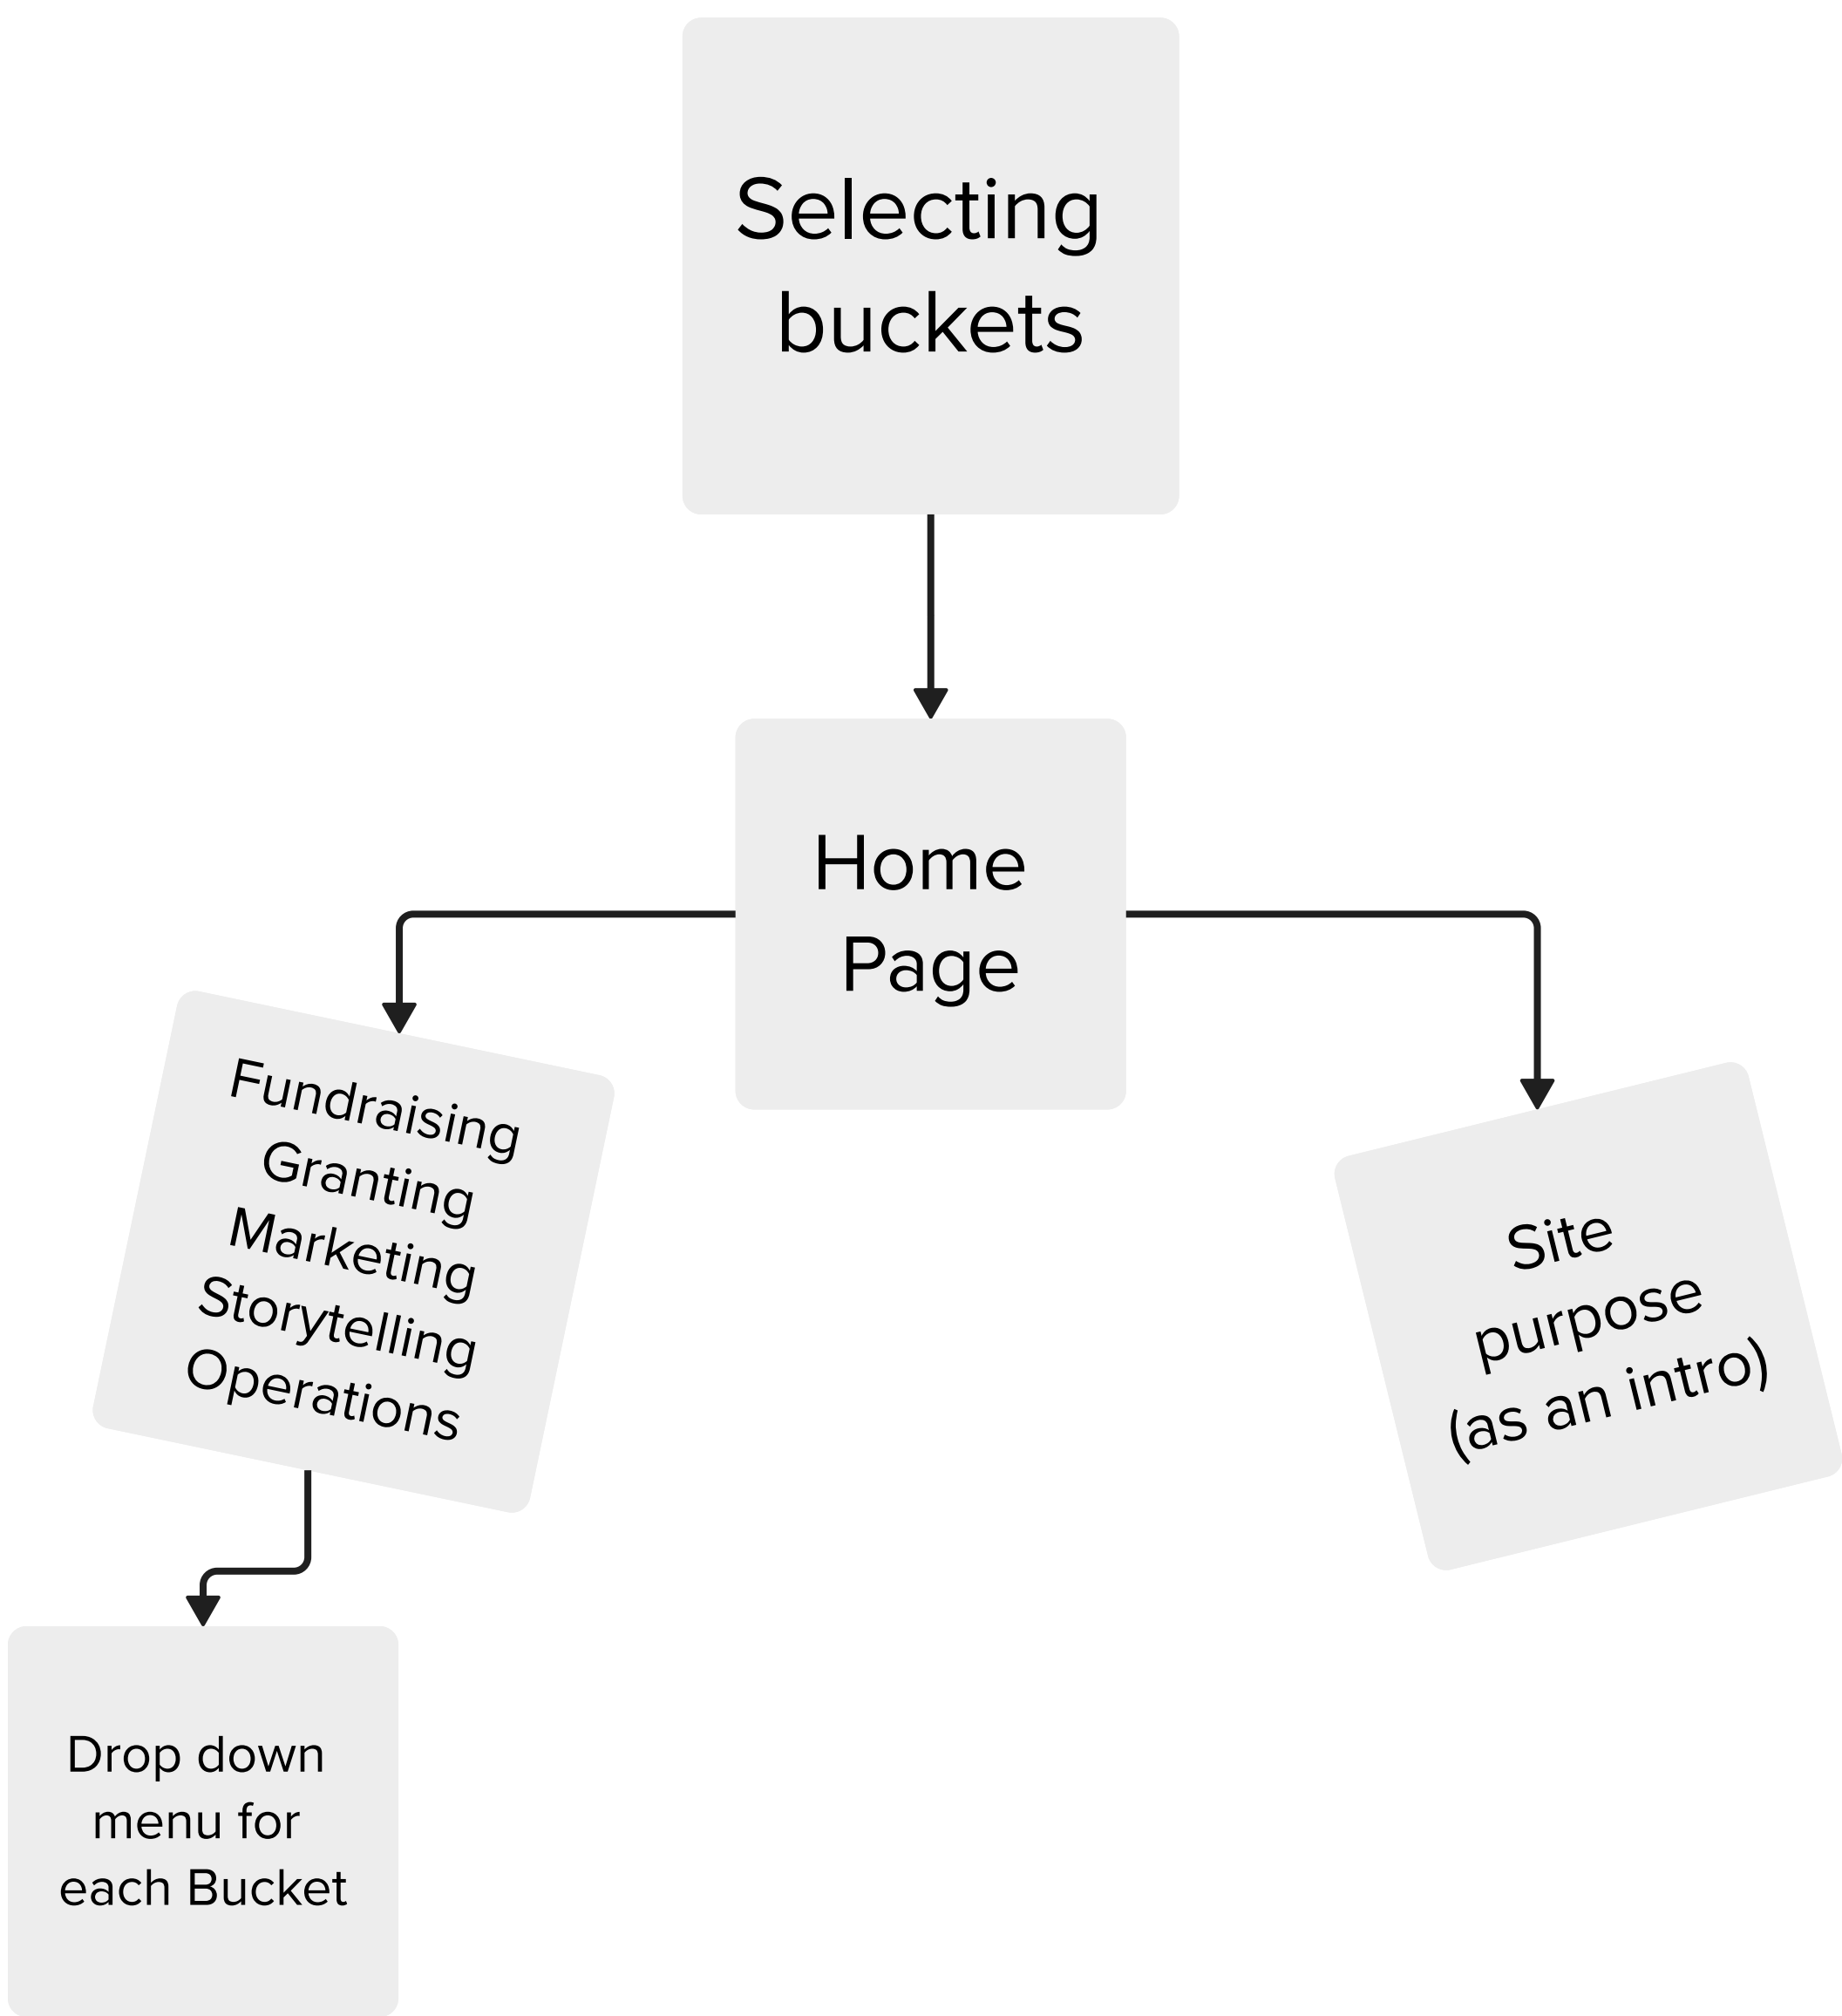 Selecting
buckets
Home
Page
Fundraising
Granting
Marketing
Storytelling
Operations
Site
purpose
(as an intro)
Drop down
menu for
each Bucket